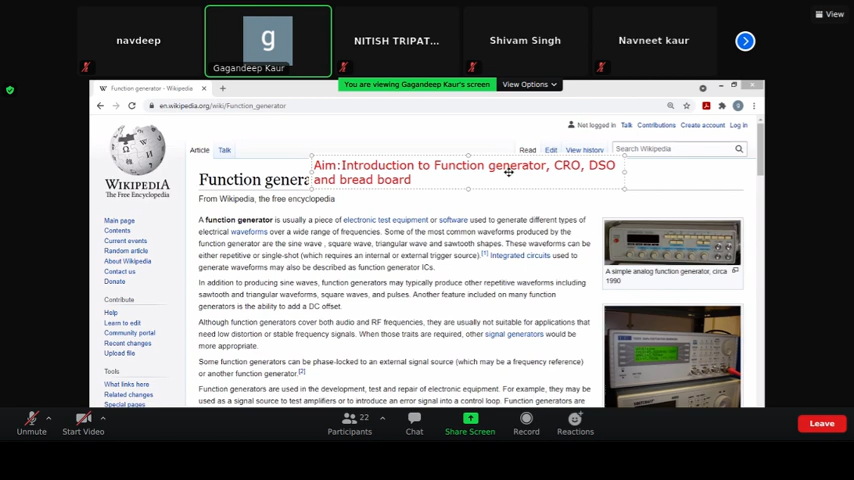 View
navdeep
g
Gagandeep Kaur
NITISH TRIPAT...
Shivam Singh
Navneet kaur
Function generator - Wikipedia
You are viewing Gagandeep Kaur's screen
View Options
en.wikipedia.org/wiki/Function_generator
Not logged in Talk Contributions Create account Log in
Article Talk
Read Edit View history
Search Wikipedia
Aim:Introduction to Function generator, CRO, DSO
and bread board
WIKIPEDIA
The Free Encyclopedia
Function genera
From Wikipedia, the free encyclopedia
Main page
Contents
Current events
Random article
About Wikipedia
Contact us
Donate
Contribute
Help
Learn to edit
Community portal
Recent changes
Upload file
Tools
What links here
Related changes
Special pages
A function generator is usually a piece of electronic test equipment or software used to generate different types of
electrical waveforms over a wide range of frequencies. Some of the most common waveforms produced by the
function generator are the sine wave , square wave, triangular wave and sawtooth shapes. These waveforms can be
either repetitive or single-shot (which requires an internal or external trigger source).[1] Integrated circuits used to
generate waveforms may also be described as function generator ICs.
In addition to producing sine waves, function generators may typically produce other repetitive waveforms including
sawtooth and triangular waveforms, square waves, and pulses. Another feature included on many function
generators is the ability to add a DC offset.
Although function generators cover both audio and RF frequencies, they are usually not suitable for applications that
need low distortion or stable frequency signals. When those traits are required, other signal generators would be
more appropriate.
Some function generators can be phase-locked to an external signal source (which may be a frequency reference)
or another function generator.[2]
Function generators are used in the development, test and repair of electronic equipment. For example, they may be
used as a signal source to test amplifiers or to introduce an error signal into a control loop. Function generators are
A simple analog function generator, circa
1990
Unmute
Start Video
22
Participants
Chat
Share Screen
Record
Reactions
Leave